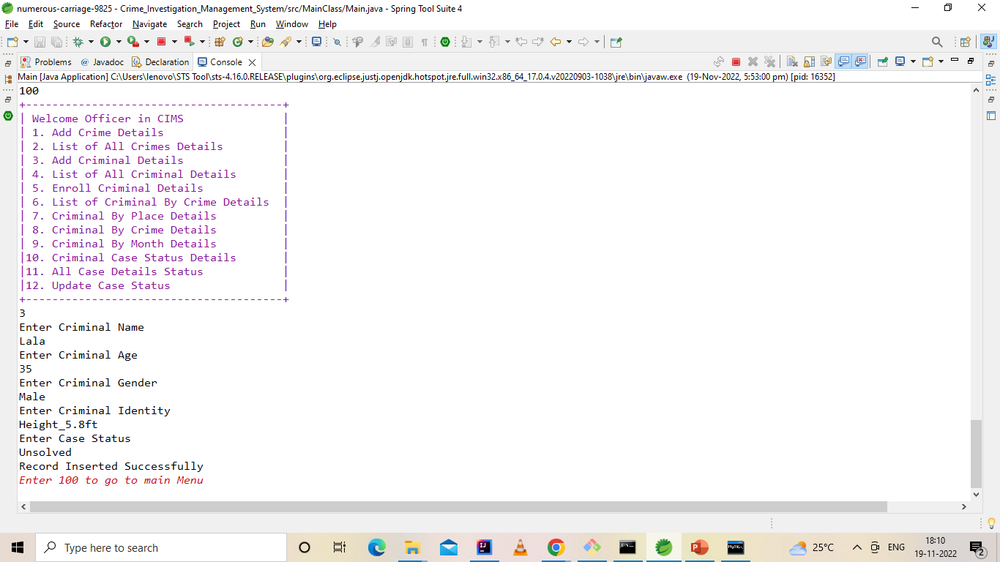 numerous-carriage-9825 - Crime_Investigation_Management_System/src/MainClass/Main.java - Spring Tool Suite 4
File Edit Source Refactor Navigate Search Project Run Window Help
Problems @ Javadoc Declaration Console
Main [Java Application] C:\Users\lenovo\STS Tool\sts-4.16.0.RELEASE\plugins\org.eclipse.justj.openjdk.hotspot.jre.full.win32.x86_64_17.0.4.v20220903-1038\jre\bin\javaw.exe (19-Nov-2022, 5:53:00 pm) [pid: 16352]
100
+---------------------------------------+
| Welcome Officer in CIMS |
| 1. Add Crime Details |
| 2. List of All Crimes Details |
| 3. Add Criminal Details |
| 4. List of All Criminal Details |
| 5. Enroll Criminal Details |
| 6. List of Criminal By Crime Details |
| 7. Criminal By Place Details |
| 8. Criminal By Crime Details |
| 9. Criminal By Month Details |
|10. Criminal Case Status Details |
|11. All Case Details Status |
|12. Update Case Status |
+---------------------------------------+
3
Enter Criminal Name
Lala
Enter Criminal Age
35
Enter Criminal Gender
Male
Enter Criminal Identity
Height_5.8ft
Enter Case Status
Unsolved
Record Inserted Successfully
Enter 100 to go to main Menu
Type here to search
25°C
ENG
18:10
19-11-2022
2